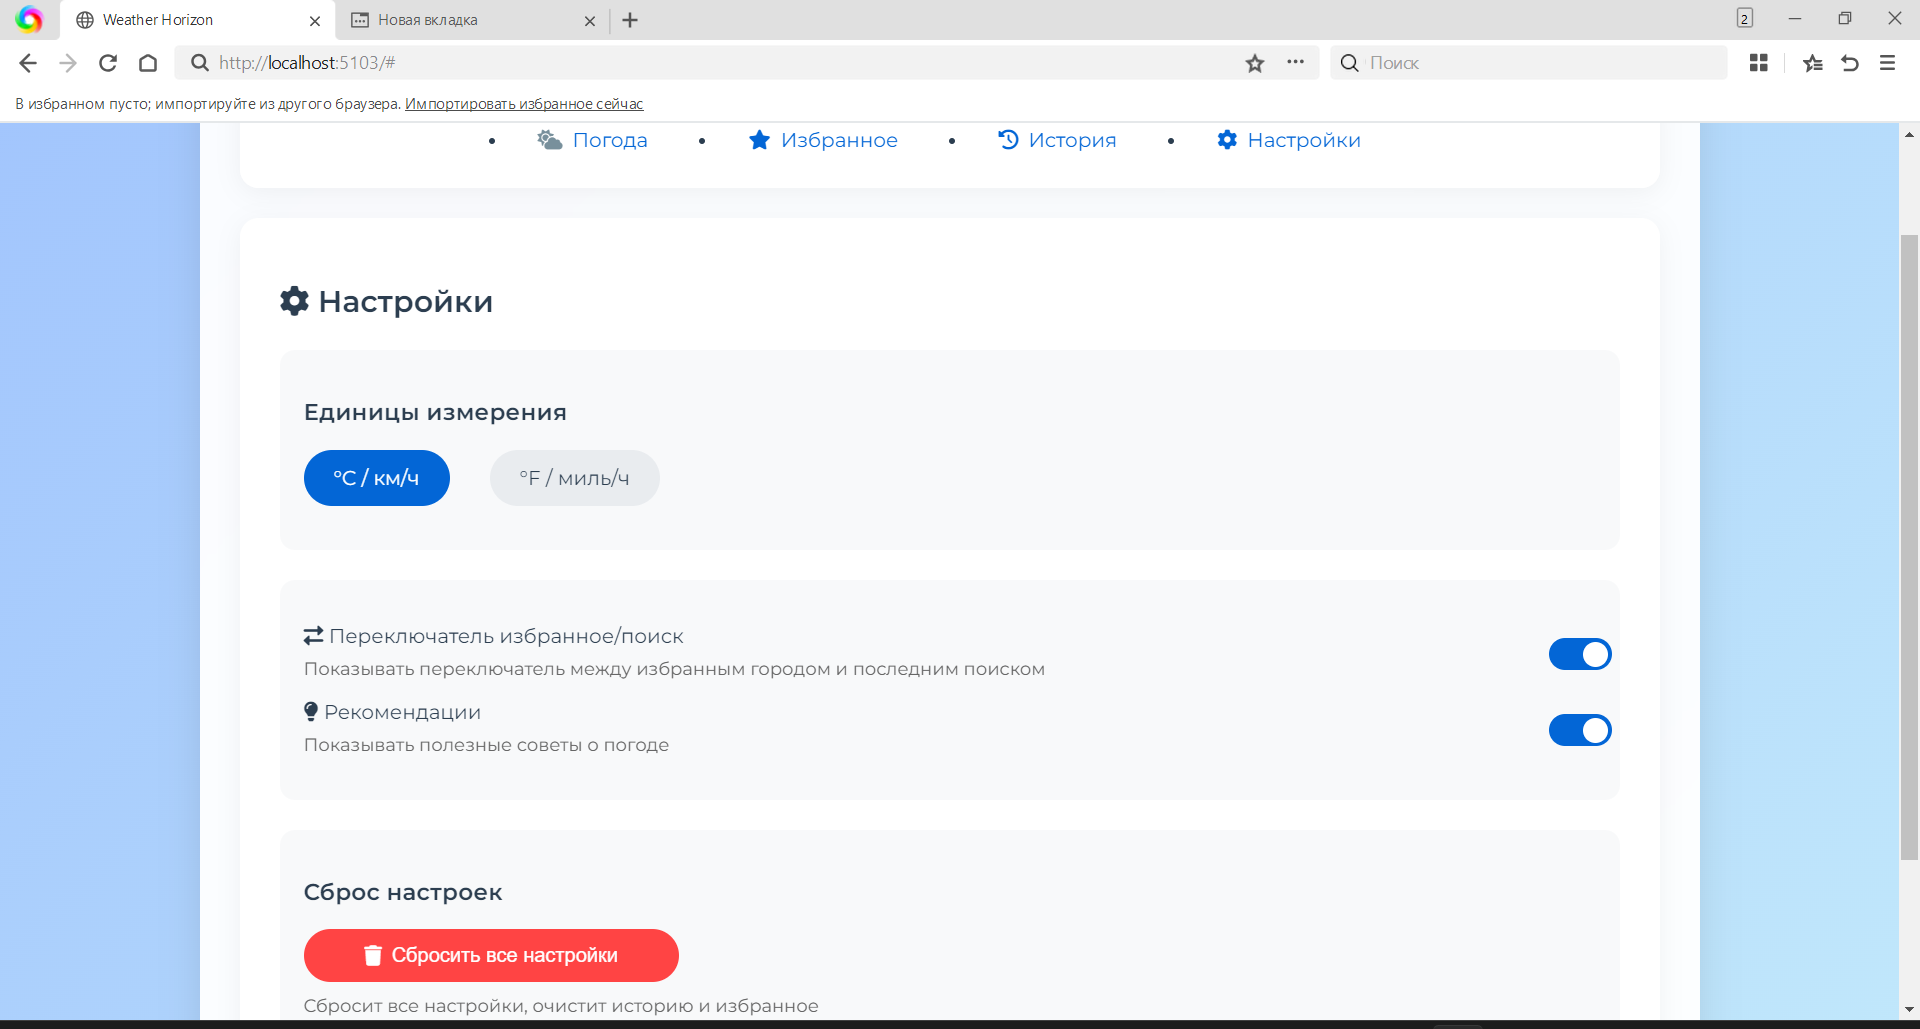 Weather Horizon
Новая вкладка
2
http://localhost:5103/#
Поиск
В избранном пусто; импортируйте из другого браузера. Импортировать избранное сейчас
• Погода • Избранное • История • Настройки
Настройки
Единицы измерения
°C / км/ч
°F / миль/ч
Переключатель избранное/поиск
Показывать переключатель между избранным городом и последним поиском
Рекомендации
Показывать полезные советы о погоде
Сброс настроек
Сбросить все настройки
Сбросит все настройки, очистит историю и избранное